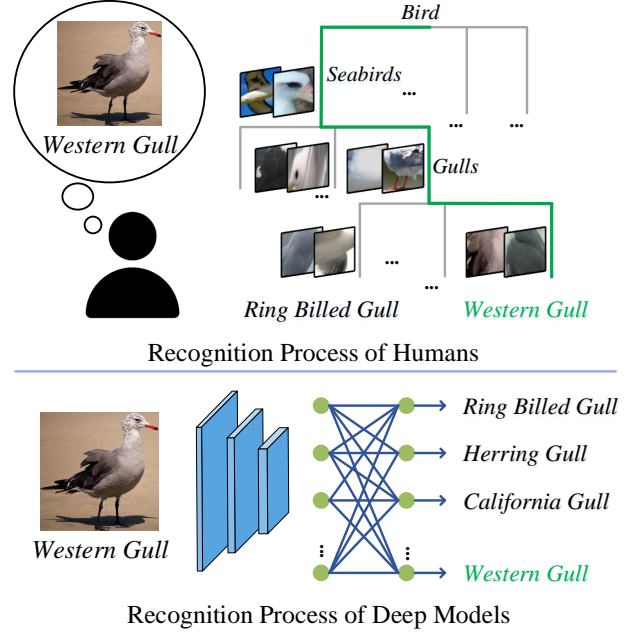 Bird
Seabirds
...
Western Gull
...
...
Gulls
...
...
...
Ring Billed Gull
Western Gull
Recognition Process of Humans
Ring Billed Gull
Herring Gull
California Gull
Western Gull
...
...
Western Gull
Recognition Process of Deep Models